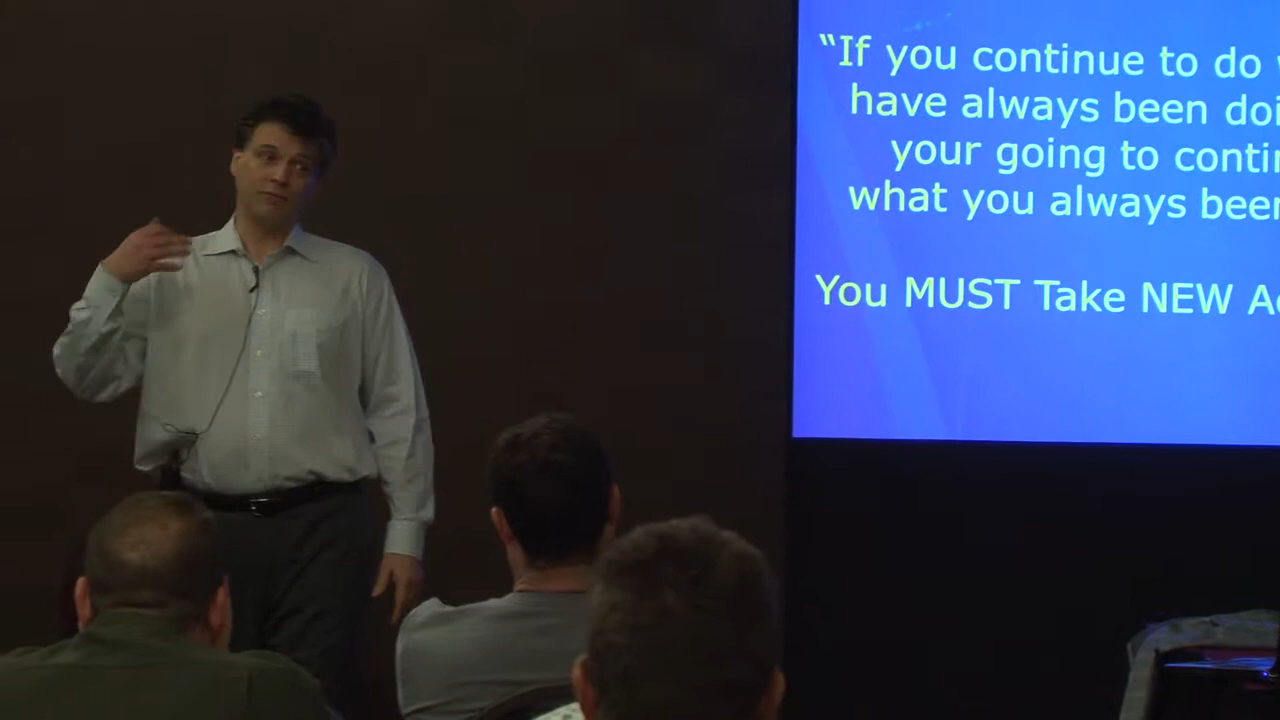 “If you continue to do
have always been doi
your going to contin
what you always been
You MUST Take NEW A